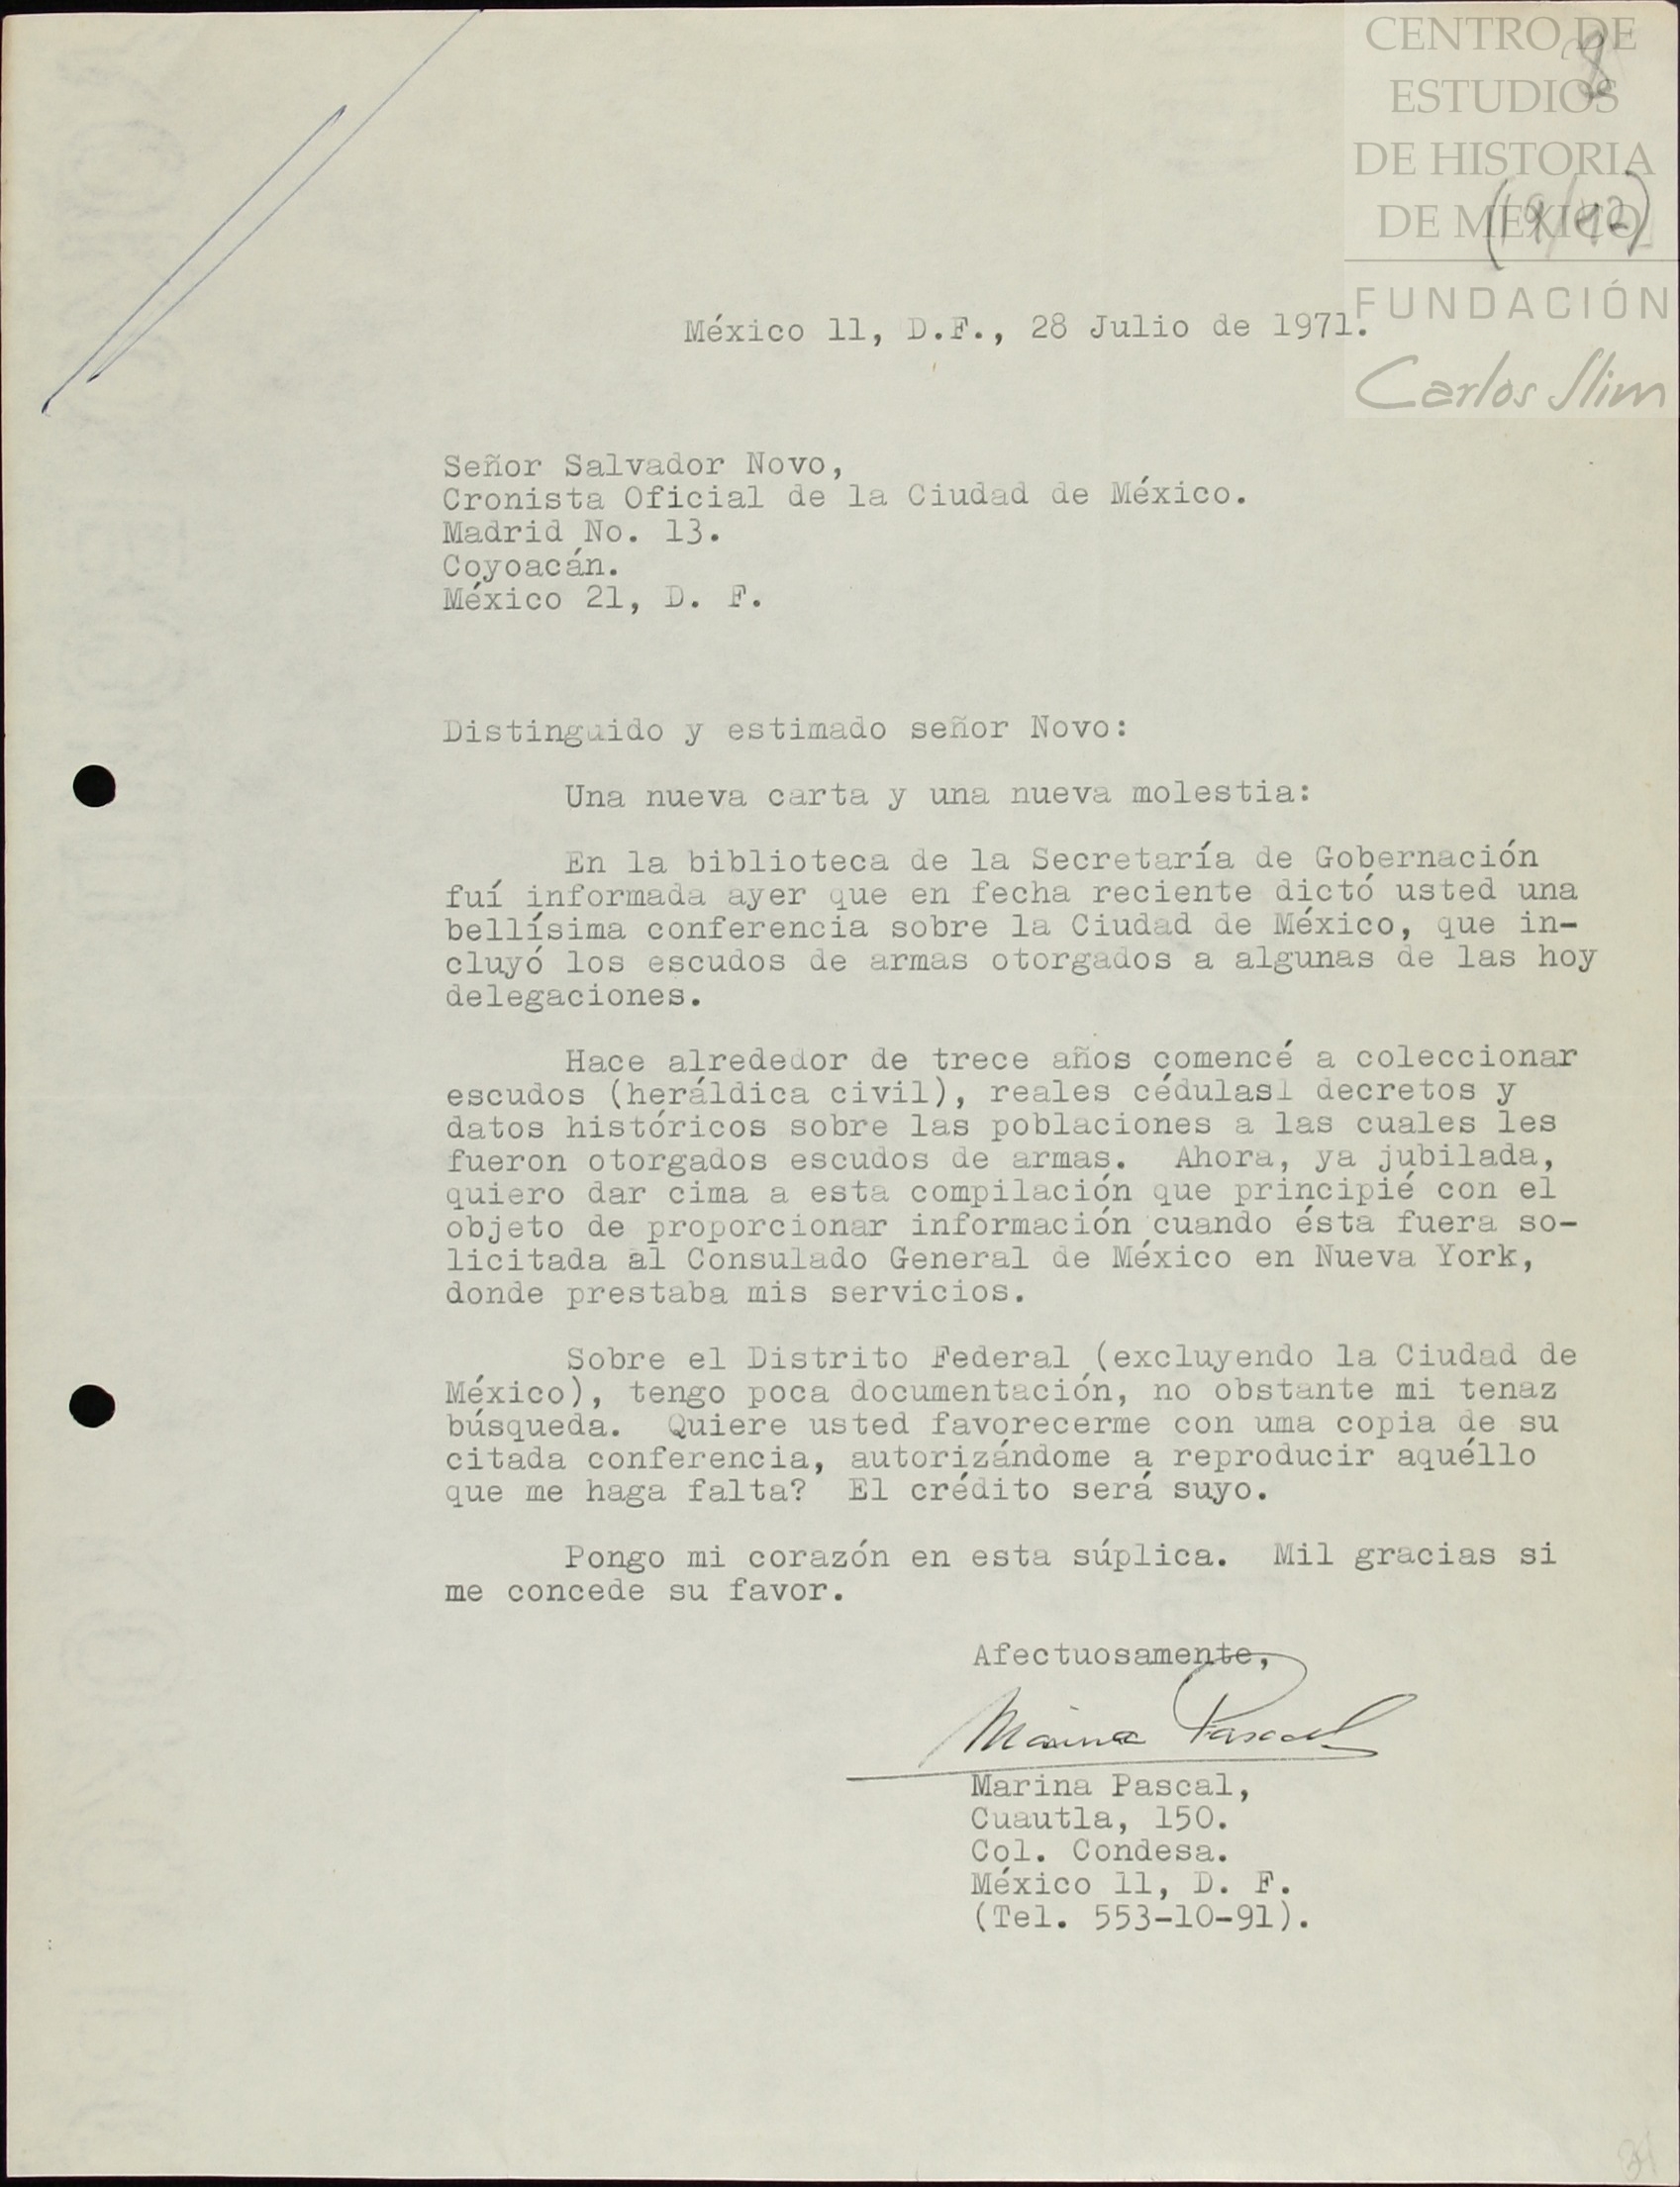 CENTRO DE
ESTUDIOS
DE HISTORIA
DE MEXICO
FUNDACIÓN
Carlos Slim
8
(19/42)
México 11, D.F., 28 Julio de 1971.
Señor Salvador Novo,
Cronista Oficial de la Ciudad de México.
Madrid No. 13.
Coyoacán.
México 21, D. F.
Distinguido y estimado señor Novo:
Una nueva carta y una nueva molestia:
En la biblioteca de la Secretaría de Gobernación
fuí informada ayer que en fecha reciente dictó usted una
bellísima conferencia sobre la Ciudad de México, que in-
cluyó los escudos de armas otorgados a algunas de las hoy
delegaciones.
Hace alrededor de trece años comencé a coleccionar
escudos (heráldica civil), reales cédulasl decretos y
datos históricos sobre las poblaciones a las cuales les
fueron otorgados escudos de armas. Ahora, ya jubilada,
quiero dar cima a esta compilación que principié con el
objeto de proporcionar información cuando ésta fuera so-
licitada al Consulado General de México en Nueva York,
donde prestaba mis servicios.
Sobre el Distrito Federal (excluyendo la Ciudad de
México), tengo poca documentación, no obstante mi tenaz
búsqueda. Quiere usted favorecerme con uma copia de su
citada conferencia, autorizándome a reproducir aquéllo
que me haga falta? El crédito será suyo.
Pongo mi corazón en esta súplica. Mil gracias si
me concede su favor.
Afectuosamente,
Marina Pascal
Marina Pascal,
Cuautla, 150.
Col. Condesa.
México 11, D. F.
(Tel. 553-10-91).